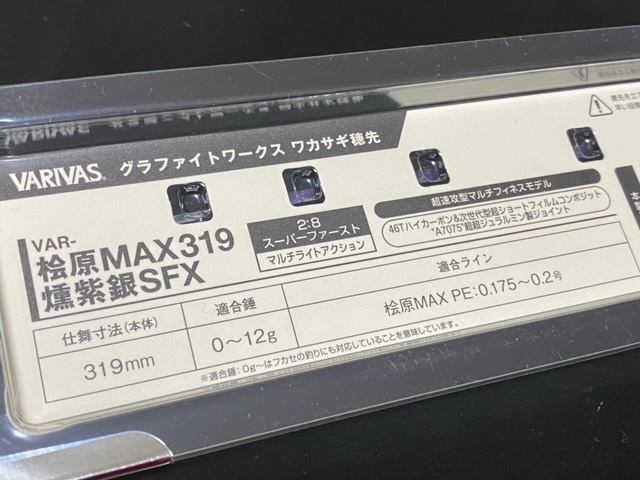 VARIVAS® グラファイトワークス ワカサギ穂先
VAR-
桧原MAX319
燻紫銀SFX
2:8
スーパーファースト
マルチライトアクション
超速攻型マルチフィネスモデル
46Tハイカーボン&次世代型超ショートフィルムコンポジット
"A7075"超超ジュラルミン製ジョイント
穂先を立て
仕舞寸法(本体)
適合錘
適合ライン
319mm
0〜12g
桧原MAX PE:0.175〜0.2号
※適合錘:0g〜はフカセの釣りにも対応していることを意味しています。